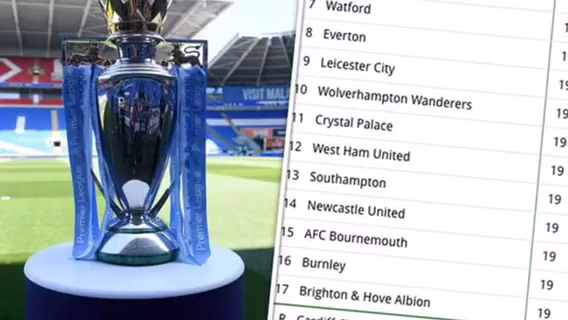 7 Watford
8 Everton
9 Leicester City 19
10 Wolverhampton Wanderers 19
11 Crystal Palace 19
12 West Ham United 19
13 Southampton 19
14 Newcastle United 19
15 AFC Bournemouth 19
16 Burnley 19
17 Brighton & Hove Albion 19
R Cardiff
Premier League
Premier League
VISIT MALAYSIA